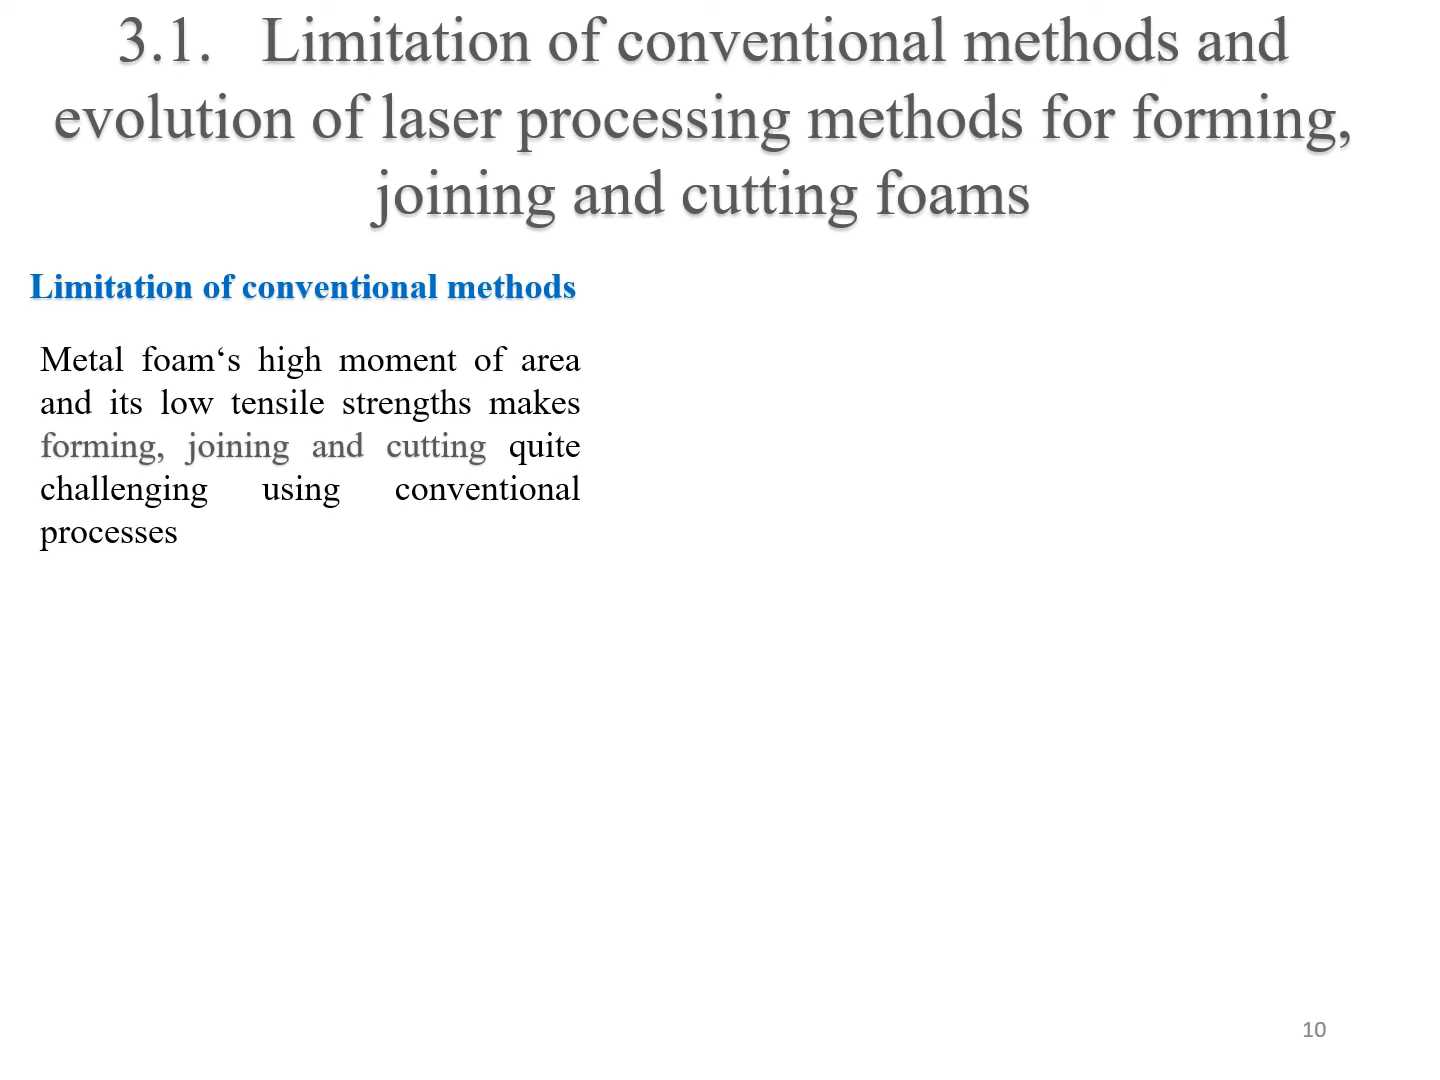 3.1. Limitation of conventional methods and
evolution of laser processing methods for forming,
joining and cutting foams
Limitation of conventional methods
Metal foam‘s high moment of area
and its low tensile strengths makes
forming, joining and cutting quite
challenging using conventional
processes
10